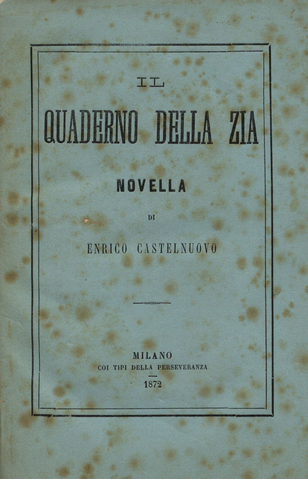 IL
QUADERNO DELLA ZIA
NOVELLA
DI
ENRICO CASTELNUOVO
MILANO
COI TIPI DELLA PERSEVERANZA
1872